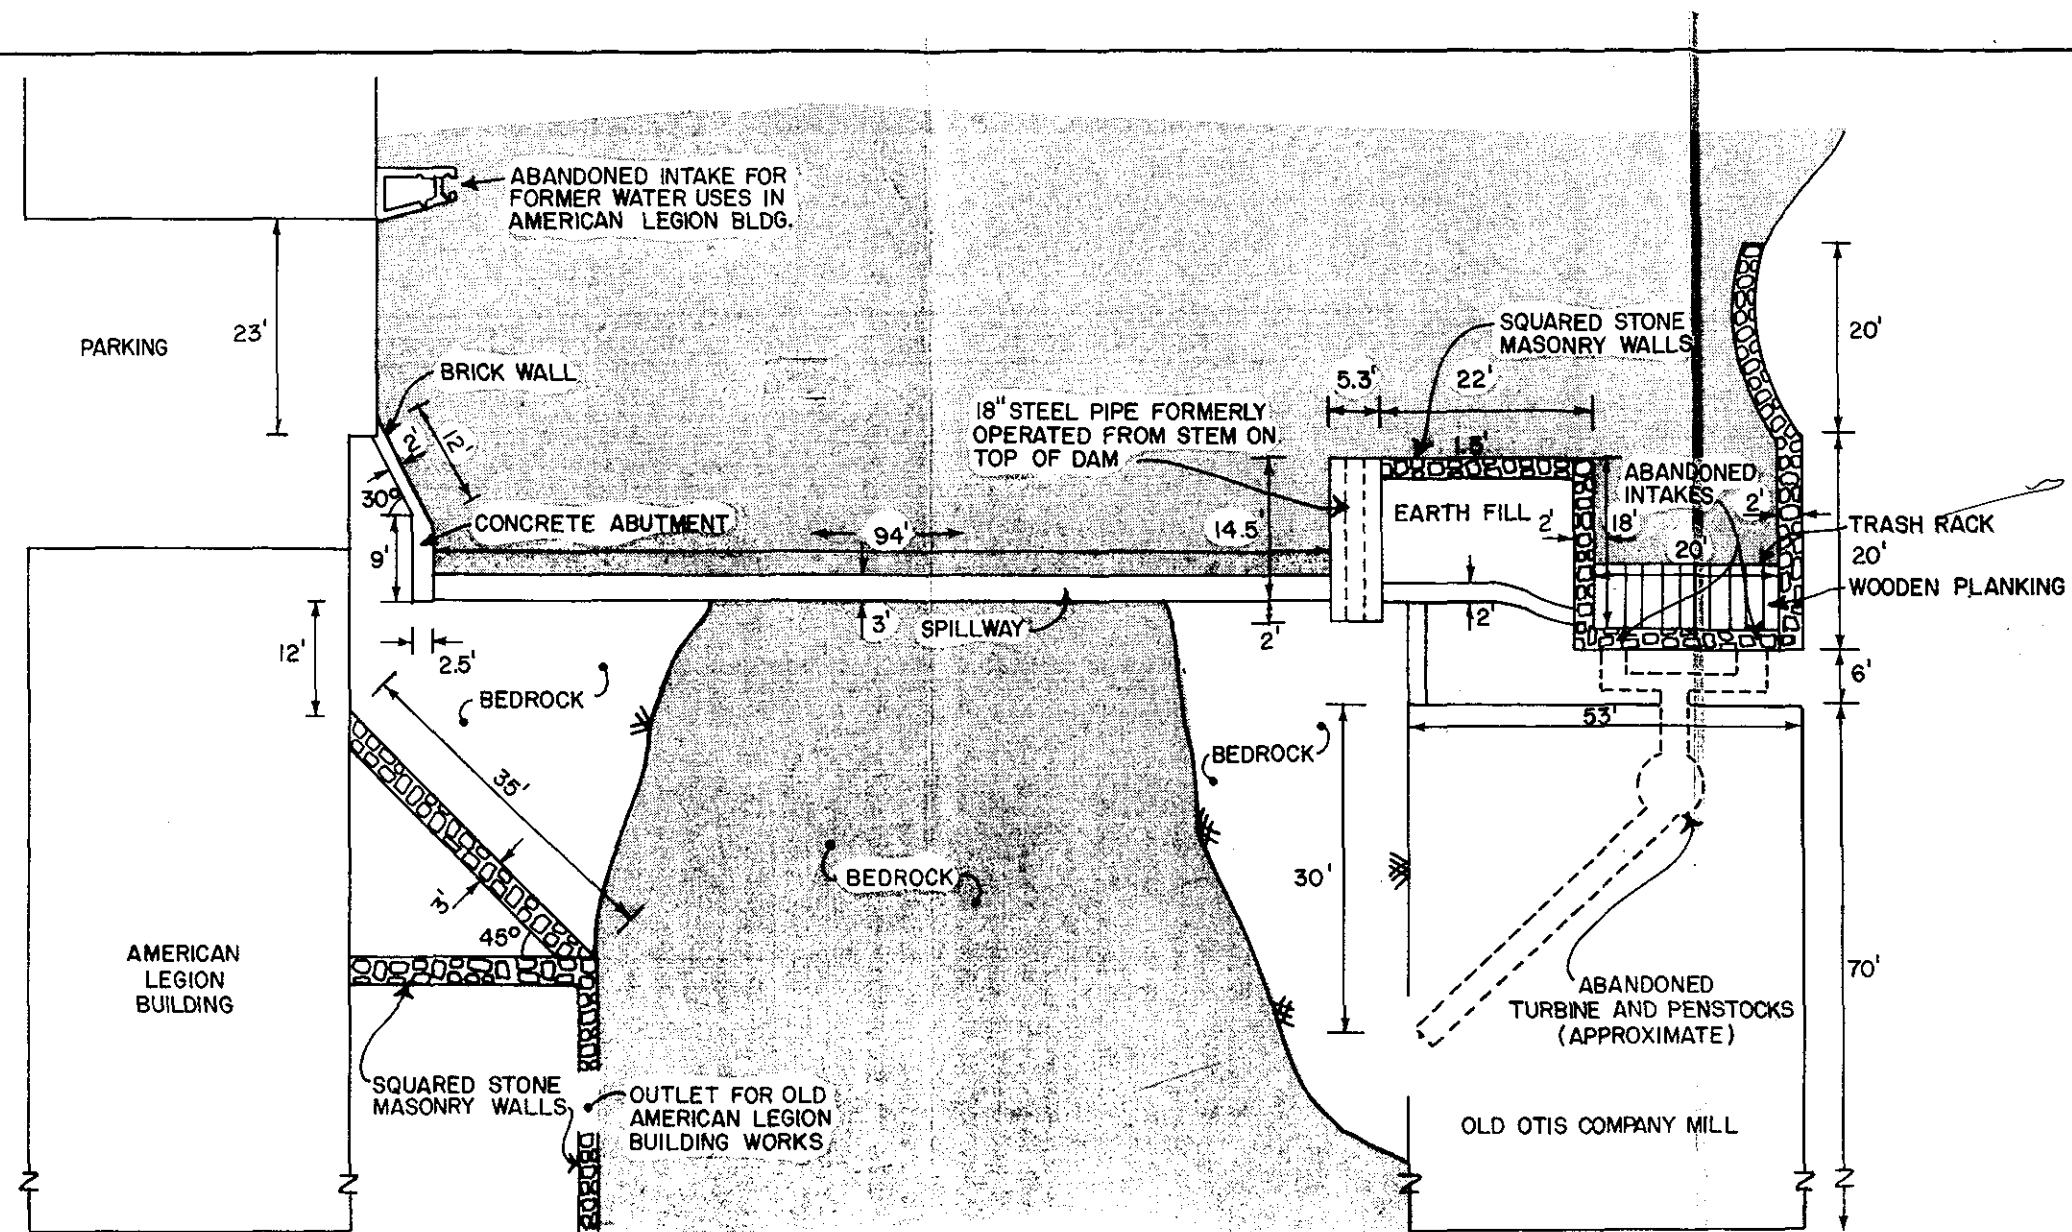 ABANDONED INTAKE FOR
FORMER WATER USES IN
AMERICAN LEGION BLDG.
PARKING
23'
BRICK WALL
2'
12'
30°
9'
CONCRETE ABUTMENT
94'
3'
SPILLWAY
12'
2.5'
18" STEEL PIPE FORMERLY
OPERATED FROM STEM ON
TOP OF DAM
14.5'
2'
5.3'
22'
SQUARED STONE
MASONRY WALLS
1.5'
EARTH FILL
2'
2'
18'
ABANDONED
INTAKES
20'
2'
20'
TRASH RACK
20'
WOODEN PLANKING
6'
53'
BEDROCK
BEDROCK
BEDROCK
35'
3'
45°
30'
70'
AMERICAN
LEGION
BUILDING
SQUARED STONE
MASONRY WALLS
OUTLET FOR OLD
AMERICAN LEGION
BUILDING WORKS
ABANDONED
TURBINE AND PENSTOCKS
(APPROXIMATE)
OLD OTIS COMPANY MILL